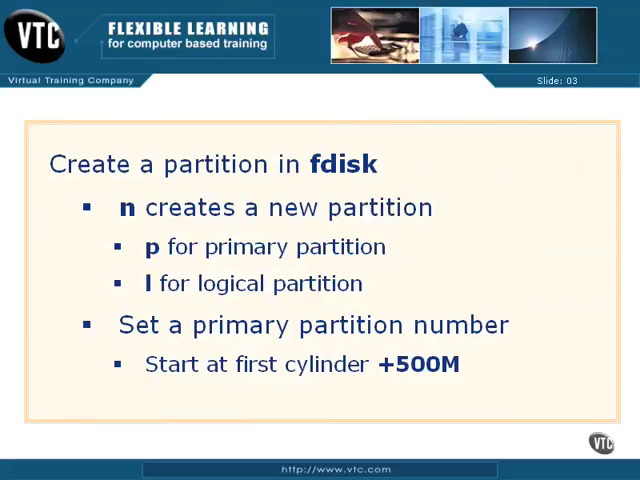 VTC
FLEXIBLE LEARNING
for computer based training
Virtual Training Company
Slide: 03
Create a partition in fdisk
▪ n creates a new partition
▪ p for primary partition
▪ l for logical partition
▪ Set a primary partition number
▪ Start at first cylinder +500M
VTC
http://www.vtc.com